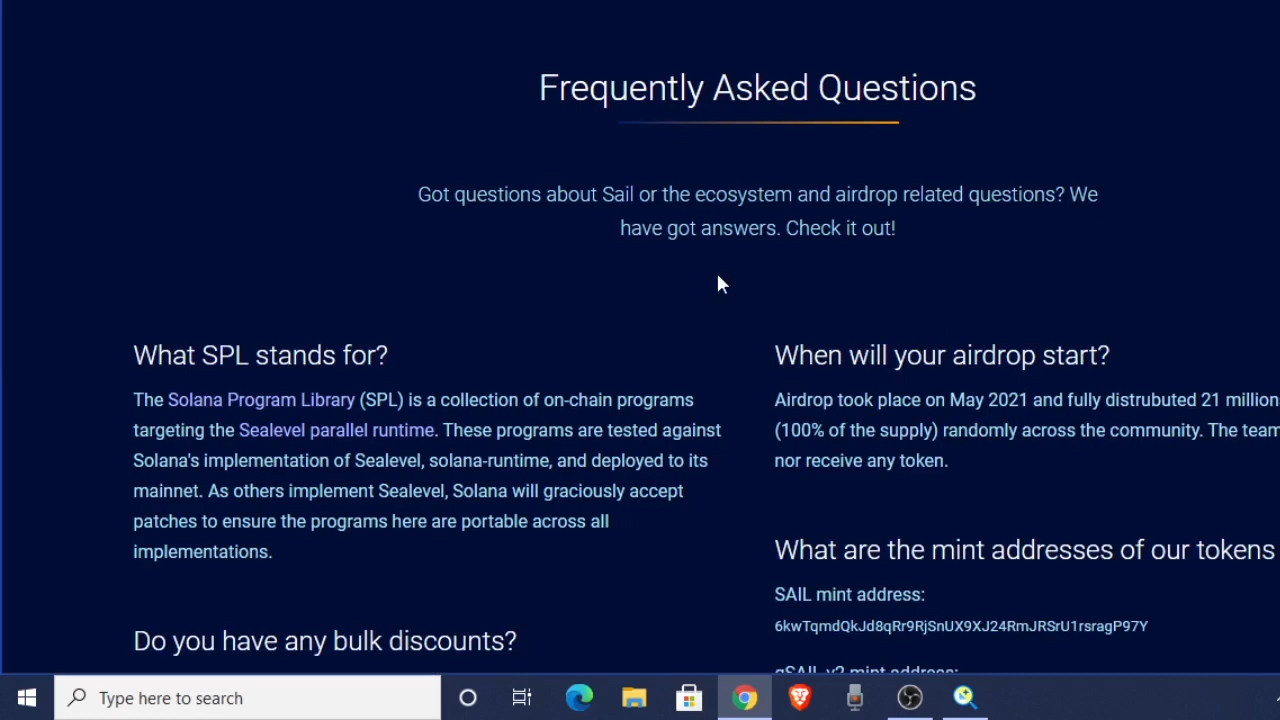 Frequently Asked Questions
Got questions about Sail or the ecosystem and airdrop related questions? We
have got answers. Check it out!
What SPL stands for?
The Solana Program Library (SPL) is a collection of on-chain programs
targeting the Sealevel parallel runtime. These programs are tested against
Solana's implementation of Sealevel, solana-runtime, and deployed to its
mainnet. As others implement Sealevel, Solana will graciously accept
patches to ensure the programs here are portable across all
implementations.
Do you have any bulk discounts?
When will your airdrop start?
Airdrop took place on May 2021 and fully distrubuted 21 million
(100% of the supply) randomly across the community. The team
nor receive any token.
What are the mint addresses of our tokens
SAIL mint address:
6kwTqmdQkJd8qRr9RjSnUX9XJ24RmJRSrU1rsragP97Y
gSAIL v2 mint address:
Type here to search